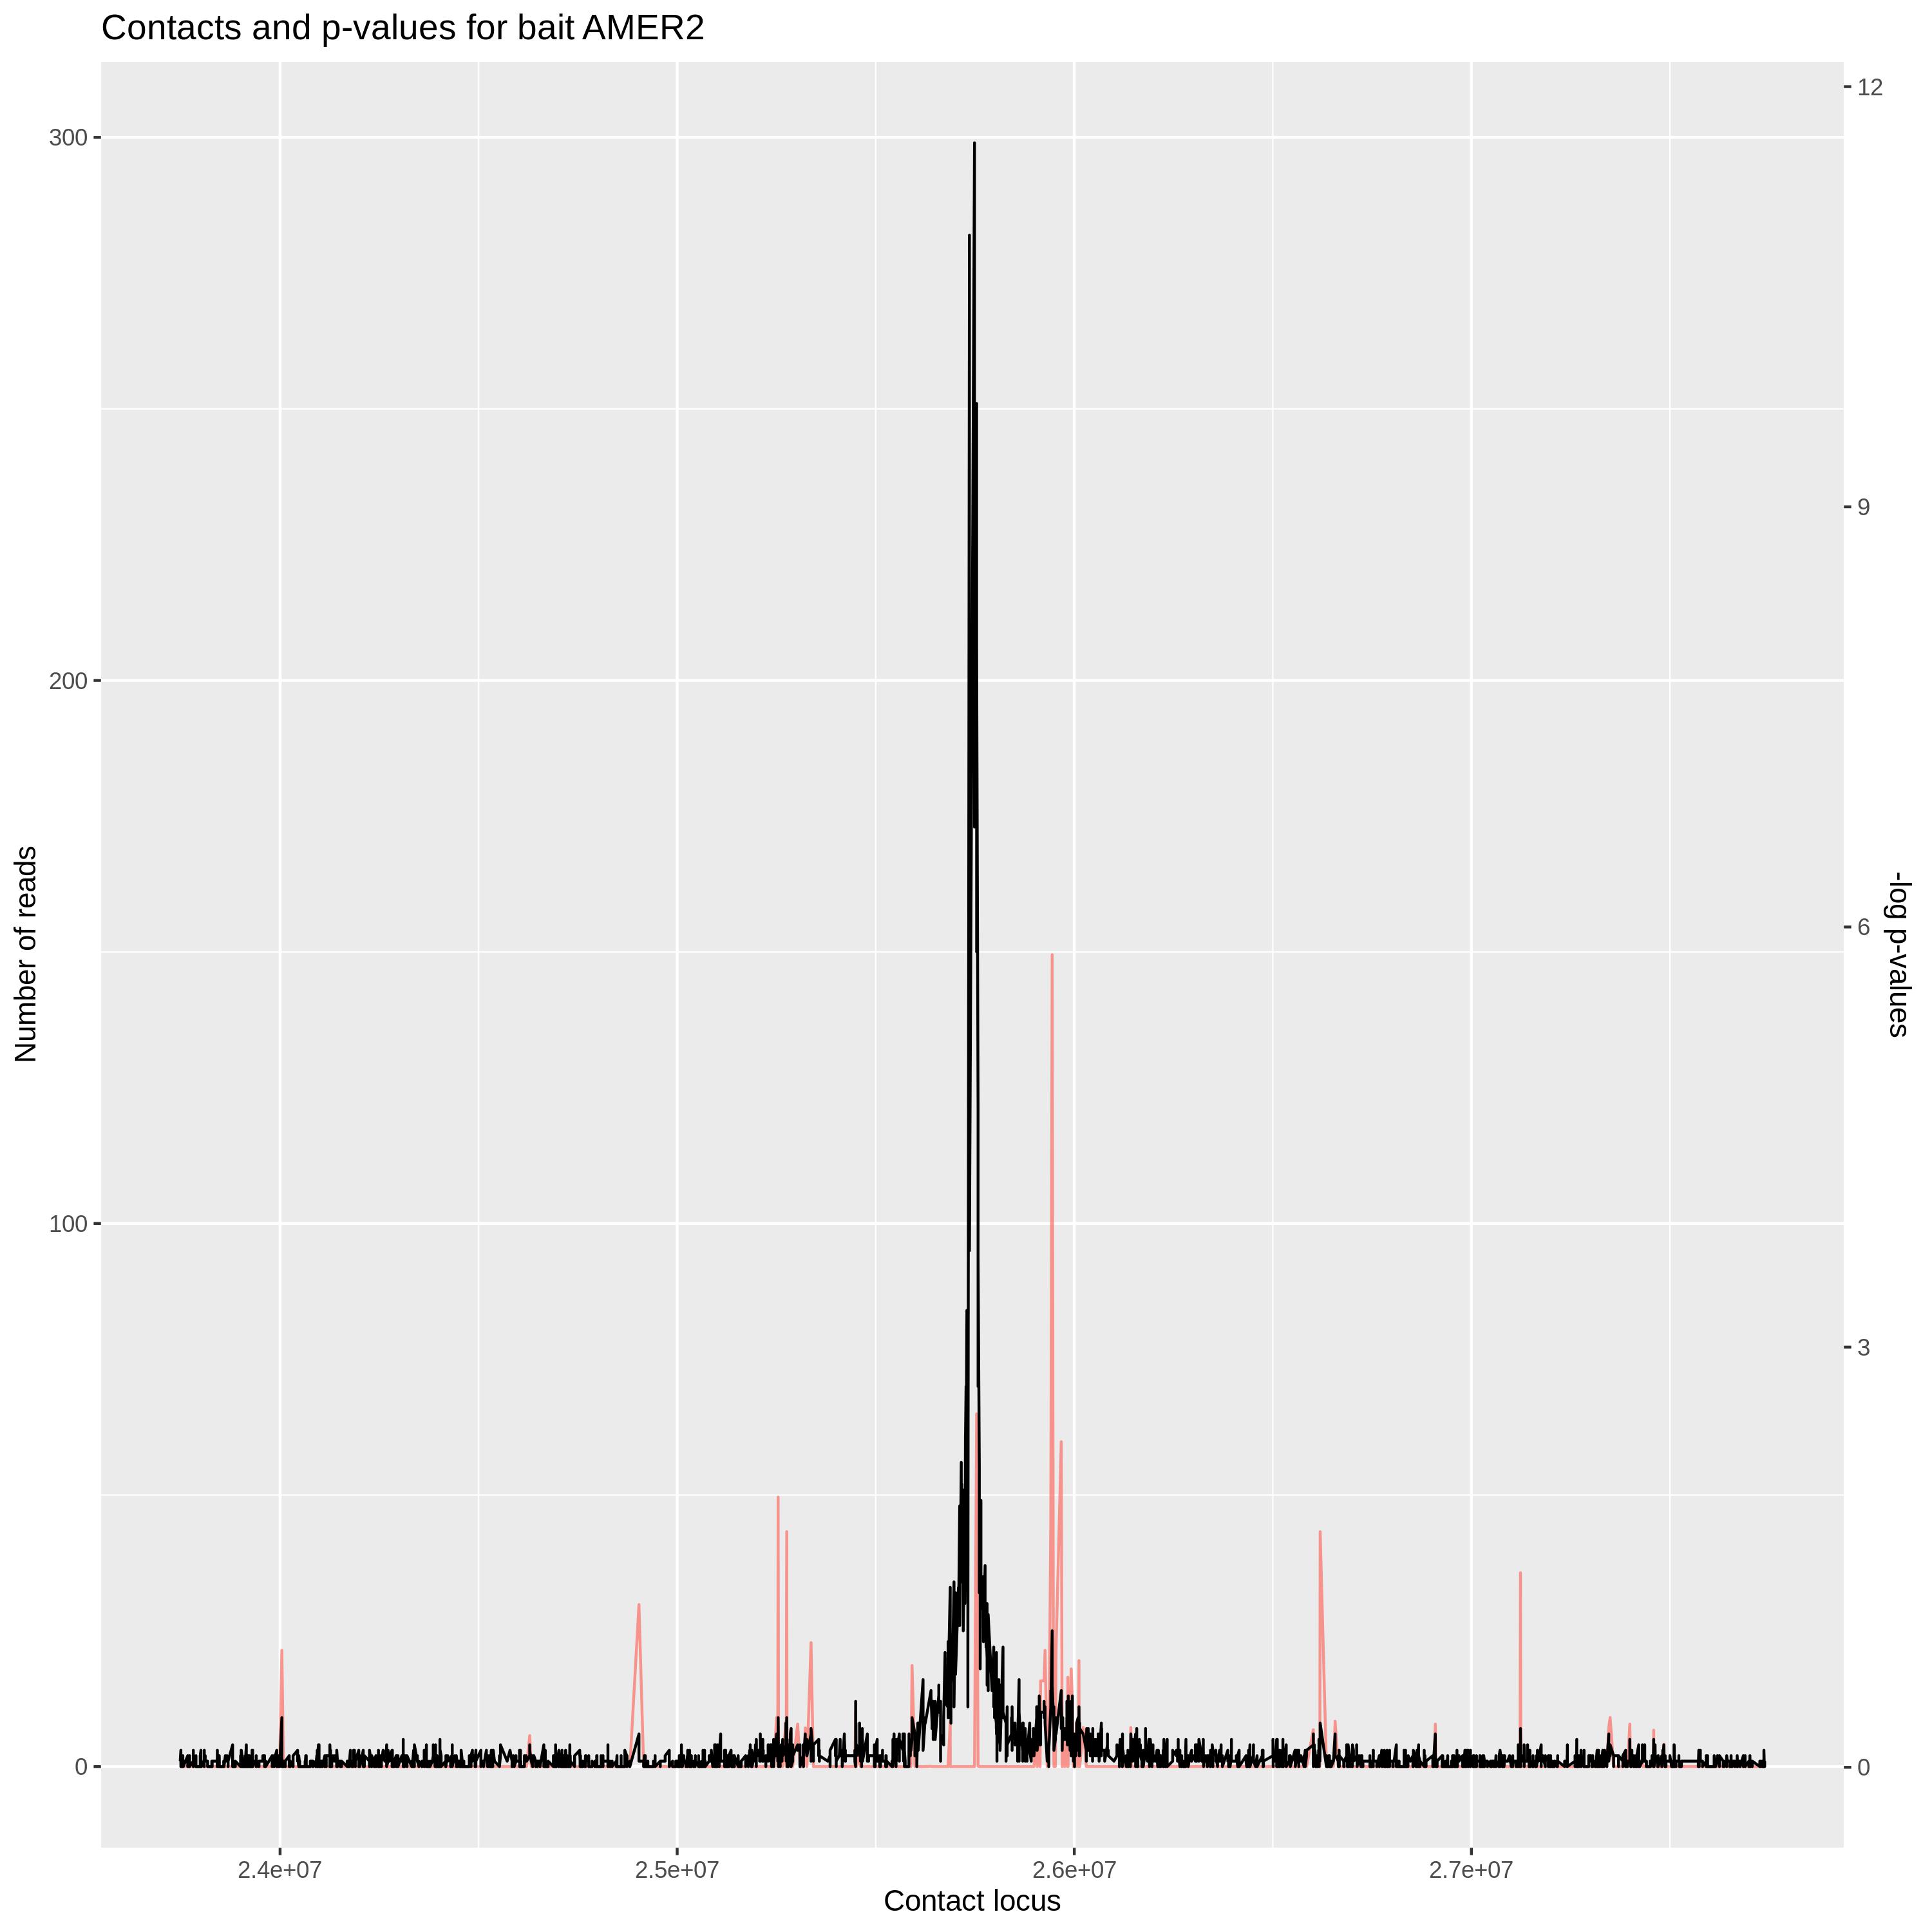 Contacts and p-values for bait AMER2
300
200
100
0
Number of reads
12
9
6
3
0
-log p-values
2.4e+07
2.5e+07
2.6e+07
2.7e+07
Contact locus